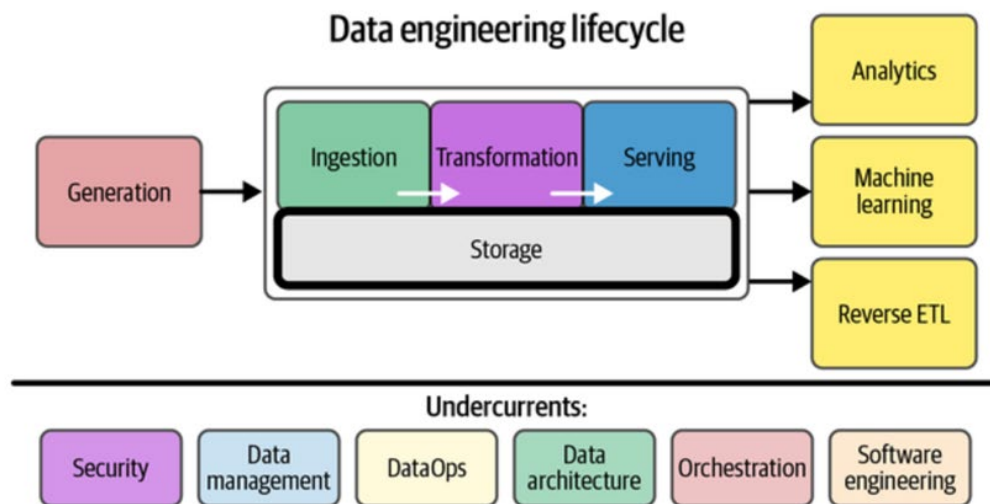 Data engineering lifecycle
Generation
Ingestion
Transformation
Serving
Storage
Analytics
Machine
learning
Reverse ETL
Undercurrents:
Security
Data
management
DataOps
Data
architecture
Orchestration
Software
engineering